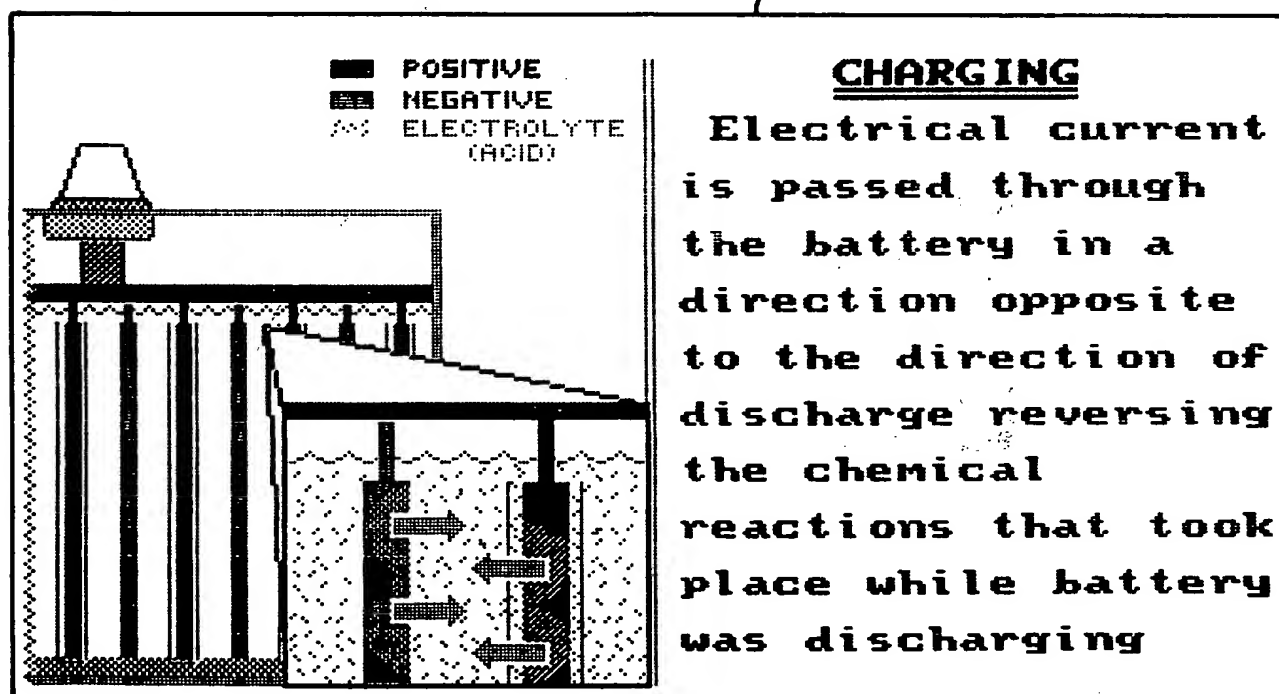 POSITIVE
NEGATIVE
ELECTROLYTE
(ACID)
CHARGING
Electrical current
is passed through
the battery in a
direction opposite
to the direction of
discharge reversing
the chemical
reactions that took
place while battery
was discharging